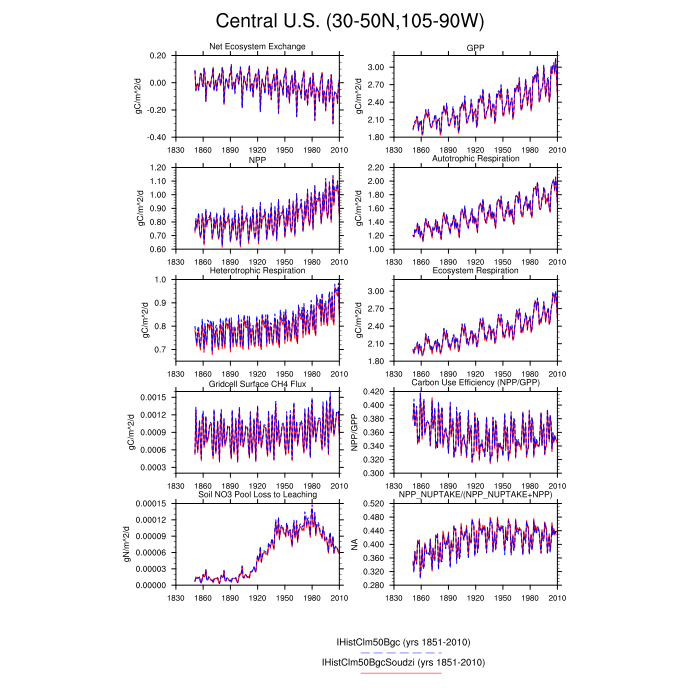 Central U.S. (30-50N,105-90W)
Net Ecosystem Exchange
gC/m^2/d
0.20
0.00
-0.20
-0.40
1830 1860 1890 1920 1950 1980 2010
GPP
gC/m^2/d
3.00
2.70
2.40
2.10
1.80
1830 1860 1890 1920 1950 1980 2010
NPP
gC/m^2/d
1.20
1.10
1.00
0.90
0.80
0.70
0.60
1830 1860 1890 1920 1950 1980 2010
Autotrophic Respiration
gC/m^2/d
2.20
2.00
1.80
1.60
1.40
1.20
1.00
1830 1860 1890 1920 1950 1980 2010
Heterotrophic Respiration
gC/m^2/d
1.0
0.9
0.8
0.7
1830 1860 1890 1920 1950 1980 2010
Ecosystem Respiration
gC/m^2/d
3.00
2.70
2.40
2.10
1.80
1830 1860 1890 1920 1950 1980 2010
Gridcell Surface CH4 Flux
gC/m^2/d
0.0015
0.0012
0.0009
0.0006
0.0003
1830 1860 1890 1920 1950 1980 2010
Carbon Use Efficiency (NPP/GPP)
NPP/GPP
0.420
0.400
0.380
0.360
0.340
0.320
0.300
1830 1860 1890 1920 1950 1980 2010
Soil NO3 Pool Loss to Leaching
gN/m^2/d
0.00015
0.00012
0.00009
0.00006
0.00003
0.00000
1830 1860 1890 1920 1950 1980 2010
NPP_NUPTAKE/(NPP_NUPTAKE+NPP)
NA
0.520
0.480
0.440
0.400
0.360
0.320
0.280
1830 1860 1890 1920 1950 1980 2010
IHistClm50Bgc (yrs 1851-2010)
IHistClm50BgcSoudzi (yrs 1851-2010)